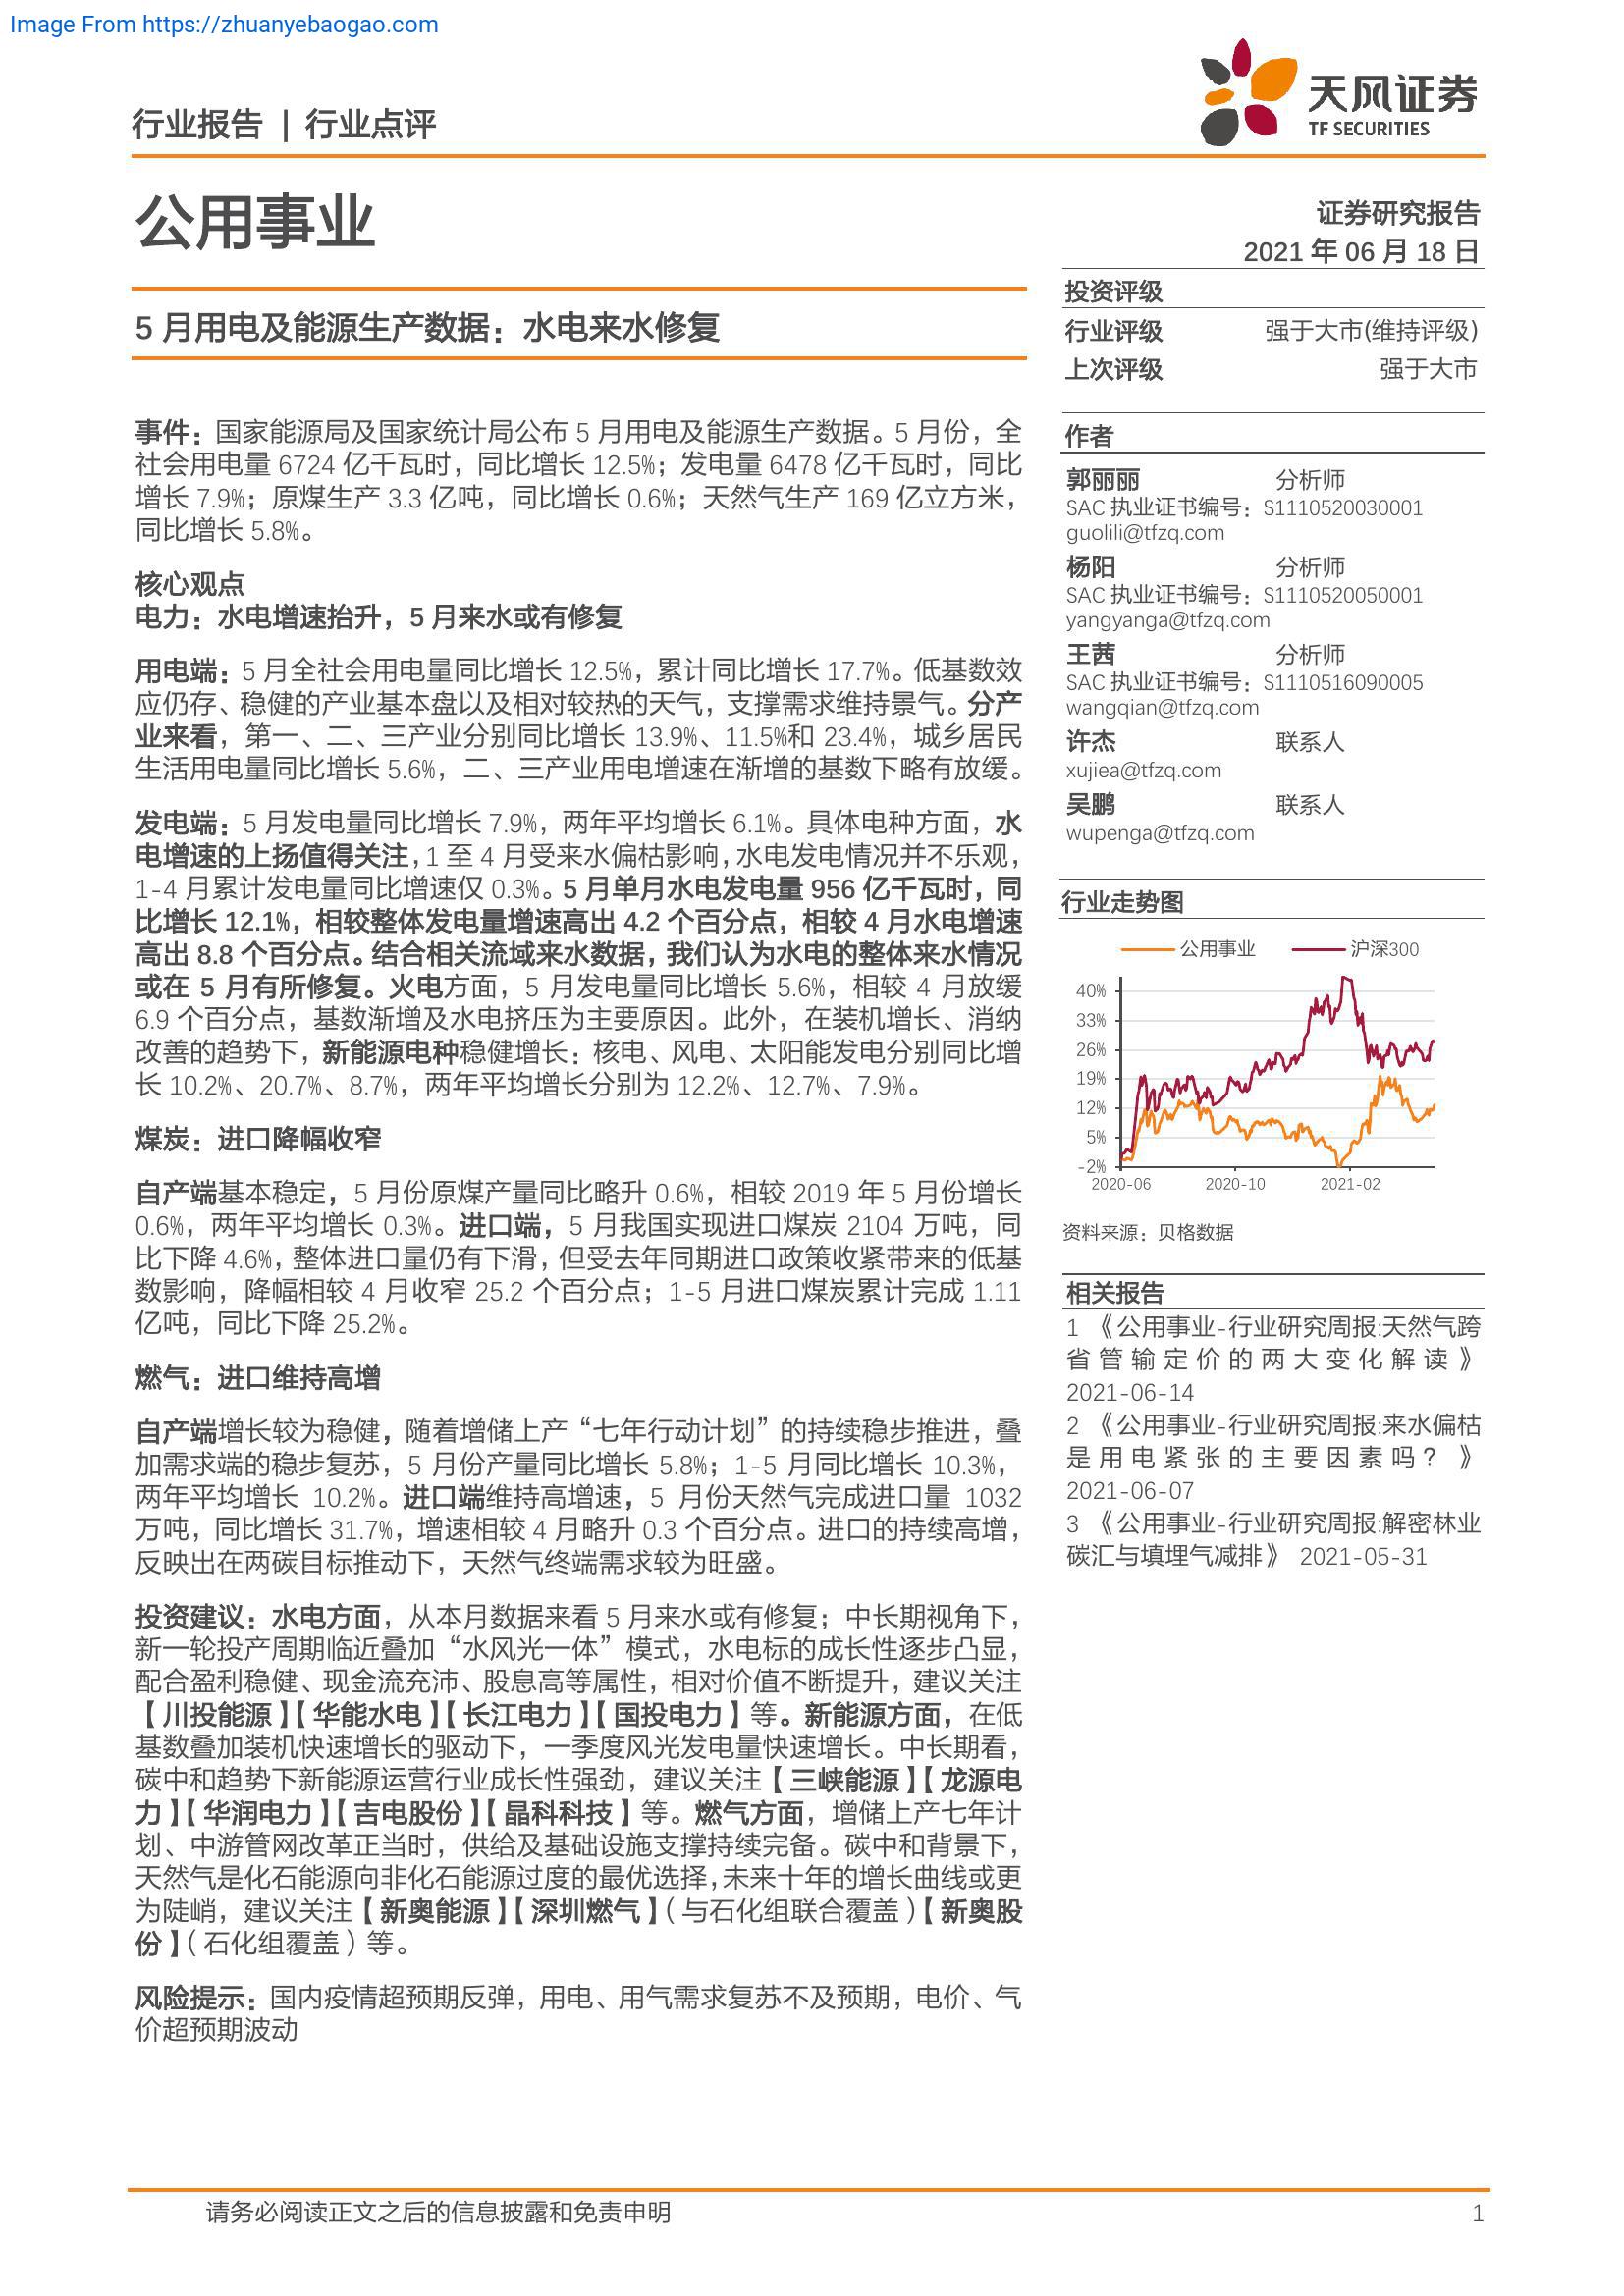 Image From https://zhuanyebaogao.com
行业报告 | 行业点评
天风证券
TF SECURITIES
公用事业
证券研究报告
2021 年 06 月 18 日
5 月用电及能源生产数据：水电来水修复
事件：国家能源局及国家统计局公布 5 月用电及能源生产数据。5 月份，全
社会用电量 6724 亿千瓦时，同比增长 12.5%；发电量 6478 亿千瓦时，同比
增长 7.9%；原煤生产 3.3 亿吨，同比增长 0.6%；天然气生产 169 亿立方米，
同比增长 5.8%。
核心观点
电力：水电增速抬升，5 月来水或有修复
用电端：5 月全社会用电量同比增长 12.5%，累计同比增长 17.7%。低基数效
应仍存、稳健的产业基本盘以及相对较热的天气，支撑需求维持景气。分产
业来看，第一、二、三产业分别同比增长 13.9%、11.5%和 23.4%，城乡居民
生活用电量同比增长 5.6%，二、三产业用电增速在渐增的基数下略有放缓。
发电端：5 月发电量同比增长 7.9%，两年平均增长 6.1%。具体电种方面，水
电增速的上扬值得关注，1 至 4 月受来水偏枯影响，水电发电情况并不乐观，
1-4 月累计发电量同比增速仅 0.3%。5 月单月水电发电量 956 亿千瓦时，同
比增长 12.1%，相较整体发电量增速高出 4.2 个百分点，相较 4 月水电增速
高出 8.8 个百分点。结合相关流域来水数据，我们认为水电的整体来水情况
或在 5 月有所修复。火电方面，5 月发电量同比增长 5.6%，相较 4 月放缓
6.9 个百分点，基数渐增及水电挤压为主要原因。此外，在装机增长、消纳
改善的趋势下，新能源电种稳健增长：核电、风电、太阳能发电分别同比增
长 10.2%、20.7%、8.7%，两年平均增长分别为 12.2%、12.7%、7.9%。
煤炭：进口降幅收窄
自产端基本稳定，5 月份原煤产量同比略升 0.6%，相较 2019 年 5 月份增长
0.6%，两年平均增长 0.3%。进口端，5 月我国实现进口煤炭 2104 万吨，同
比下降 4.6%，整体进口量仍有下滑，但受去年同期进口政策收紧带来的低基
数影响，降幅相较 4 月收窄 25.2 个百分点；1-5 月进口煤炭累计完成 1.11
亿吨，同比下降 25.2%。
燃气：进口维持高增
自产端增长较为稳健，随着增储上产“七年行动计划”的持续稳步推进，叠
加需求端的稳步复苏，5 月份产量同比增长 5.8%；1-5 月同比增长 10.3%，
两年平均增长 10.2%。进口端维持高增速，5 月份天然气完成进口量 1032
万吨，同比增长 31.7%，增速相较 4 月略升 0.3 个百分点。进口的持续高增，
反映出在两碳目标推动下，天然气终端需求较为旺盛。
投资建议：水电方面，从本月数据来看 5 月来水或有修复；中长期视角下，
新一轮投产周期临近叠加“水风光一体”模式，水电标的成长性逐步凸显，
配合盈利稳健、现金流充沛、股息高等属性，相对价值不断提升，建议关注
【川投能源】【华能水电】【长江电力】【国投电力】等。新能源方面，在低
基数叠加装机快速增长的驱动下，一季度风光发电量快速增长。中长期看，
碳中和趋势下新能源运营行业成长性强劲，建议关注【三峡能源】【龙源电
力】【华润电力】【吉电股份】【晶科科技】等。燃气方面，增储上产七年计
划、中游管网改革正当时，供给及基础设施支撑持续完备。碳中和背景下，
天然气是化石能源向非化石能源过度的最优选择，未来十年的增长曲线或更
为陡峭，建议关注【新奥能源】【深圳燃气】（与石化组联合覆盖）【新奥股
份】（石化组覆盖）等。
风险提示：国内疫情超预期反弹，用电、用气需求复苏不及预期，电价、气
价超预期波动
投资评级
行业评级 强于大市(维持评级)
上次评级 强于大市
作者
郭丽丽 分析师
SAC 执业证书编号：S1110520030001
guolili@tfzq.com
杨阳 分析师
SAC 执业证书编号：S1110520050001
yangyanga@tfzq.com
王茜 分析师
SAC 执业证书编号：S1110516090005
wangqian@tfzq.com
许杰 联系人
xujiea@tfzq.com
吴鹏 联系人
wupenga@tfzq.com
行业走势图
公用事业 沪深300
40%
33%
26%
19%
12%
5%
-2%
2020-06 2020-10 2021-02
资料来源：贝格数据
相关报告
1 《公用事业-行业研究周报:天然气跨
省管输定价的两大变化解读》
2021-06-14
2 《公用事业-行业研究周报:来水偏枯
是用电紧张的主要因素吗？》
2021-06-07
3 《公用事业-行业研究周报:解密林业
碳汇与填埋气减排》 2021-05-31
请务必阅读正文之后的信息披露和免责申明 1